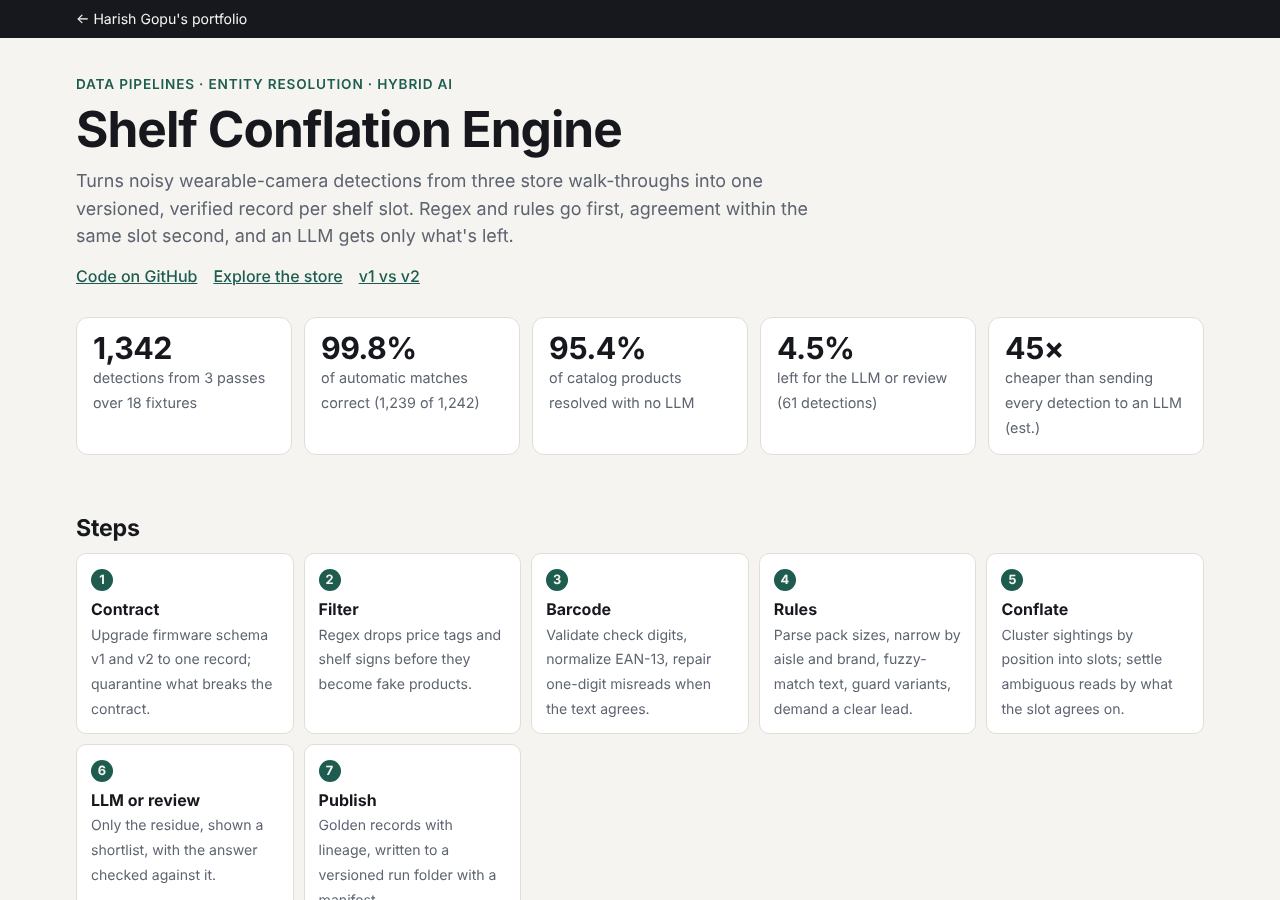 ← Harish Gopu's portfolio
DATA PIPELINES · ENTITY RESOLUTION · HYBRID AI
Shelf Conflation Engine
Turns noisy wearable-camera detections from three store walk-throughs into one
versioned, verified record per shelf slot. Regex and rules go first, agreement within the
same slot second, and an LLM gets only what's left.
Code on GitHub Explore the store v1 vs v2
1,342
detections from 3 passes
over 18 fixtures
99.8%
of automatic matches
correct (1,239 of 1,242)
95.4%
of catalog products
resolved with no LLM
4.5%
left for the LLM or review
(61 detections)
45×
cheaper than sending
every detection to an LLM
(est.)
Steps
1
Contract
Upgrade firmware schema
v1 and v2 to one record;
quarantine what breaks the
contract.
2
Filter
Regex drops price tags and
shelf signs before they
become fake products.
3
Barcode
Validate check digits,
normalize EAN-13, repair
one-digit misreads when
the text agrees.
4
Rules
Parse pack sizes, narrow by
aisle and brand, fuzzy-
match text, guard variants,
demand a clear lead.
5
Conflate
Cluster sightings by
position into slots; settle
ambiguous reads by what
the slot agrees on.
6
LLM or review
Only the residue, shown a
shortlist, with the answer
checked against it.
7
Publish
Golden records with
lineage, written to a
versioned run folder with a
manifest.